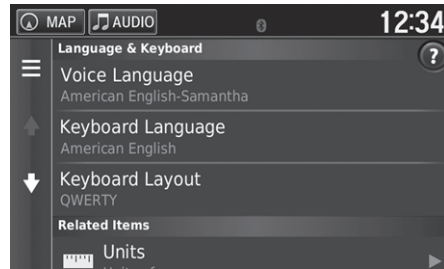 MAP AUDIO 12:34
Language & Keyboard
?
Voice Language
American English-Samantha
Keyboard Language
American English
Keyboard Layout
QWERTY
Related Items
Units